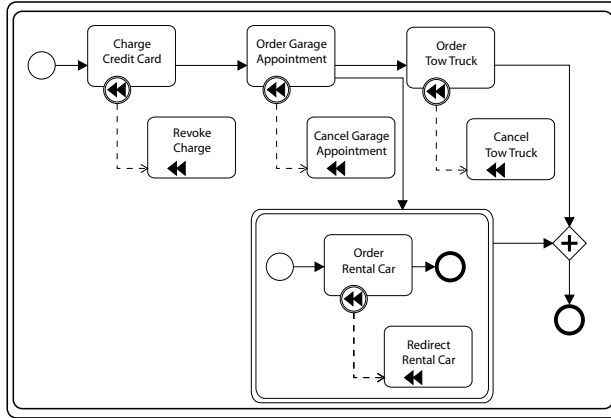 Charge
Credit Card
Order Garage
Appointment
Order
Tow Truck
Revoke
Charge
Cancel Garage
Appointment
Cancel
Tow Truck
Order
Rental Car
Redirect
Rental Car